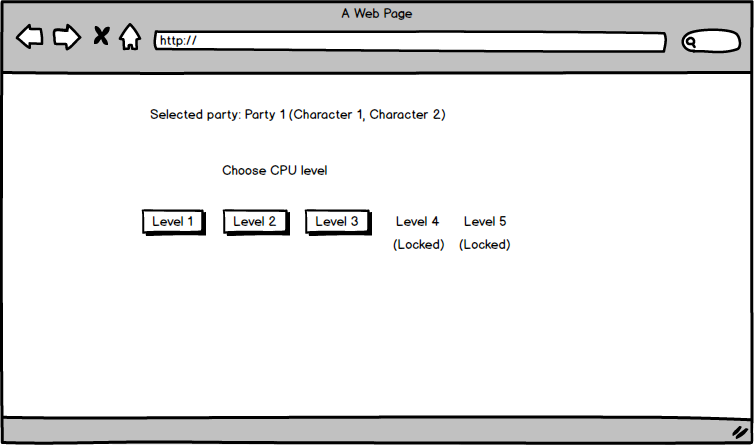 A Web Page
http://
Selected party: Party 1 (Character 1, Character 2)
Choose CPU level
Level 1 Level 2 Level 3 Level 4 Level 5
(Locked) (Locked)